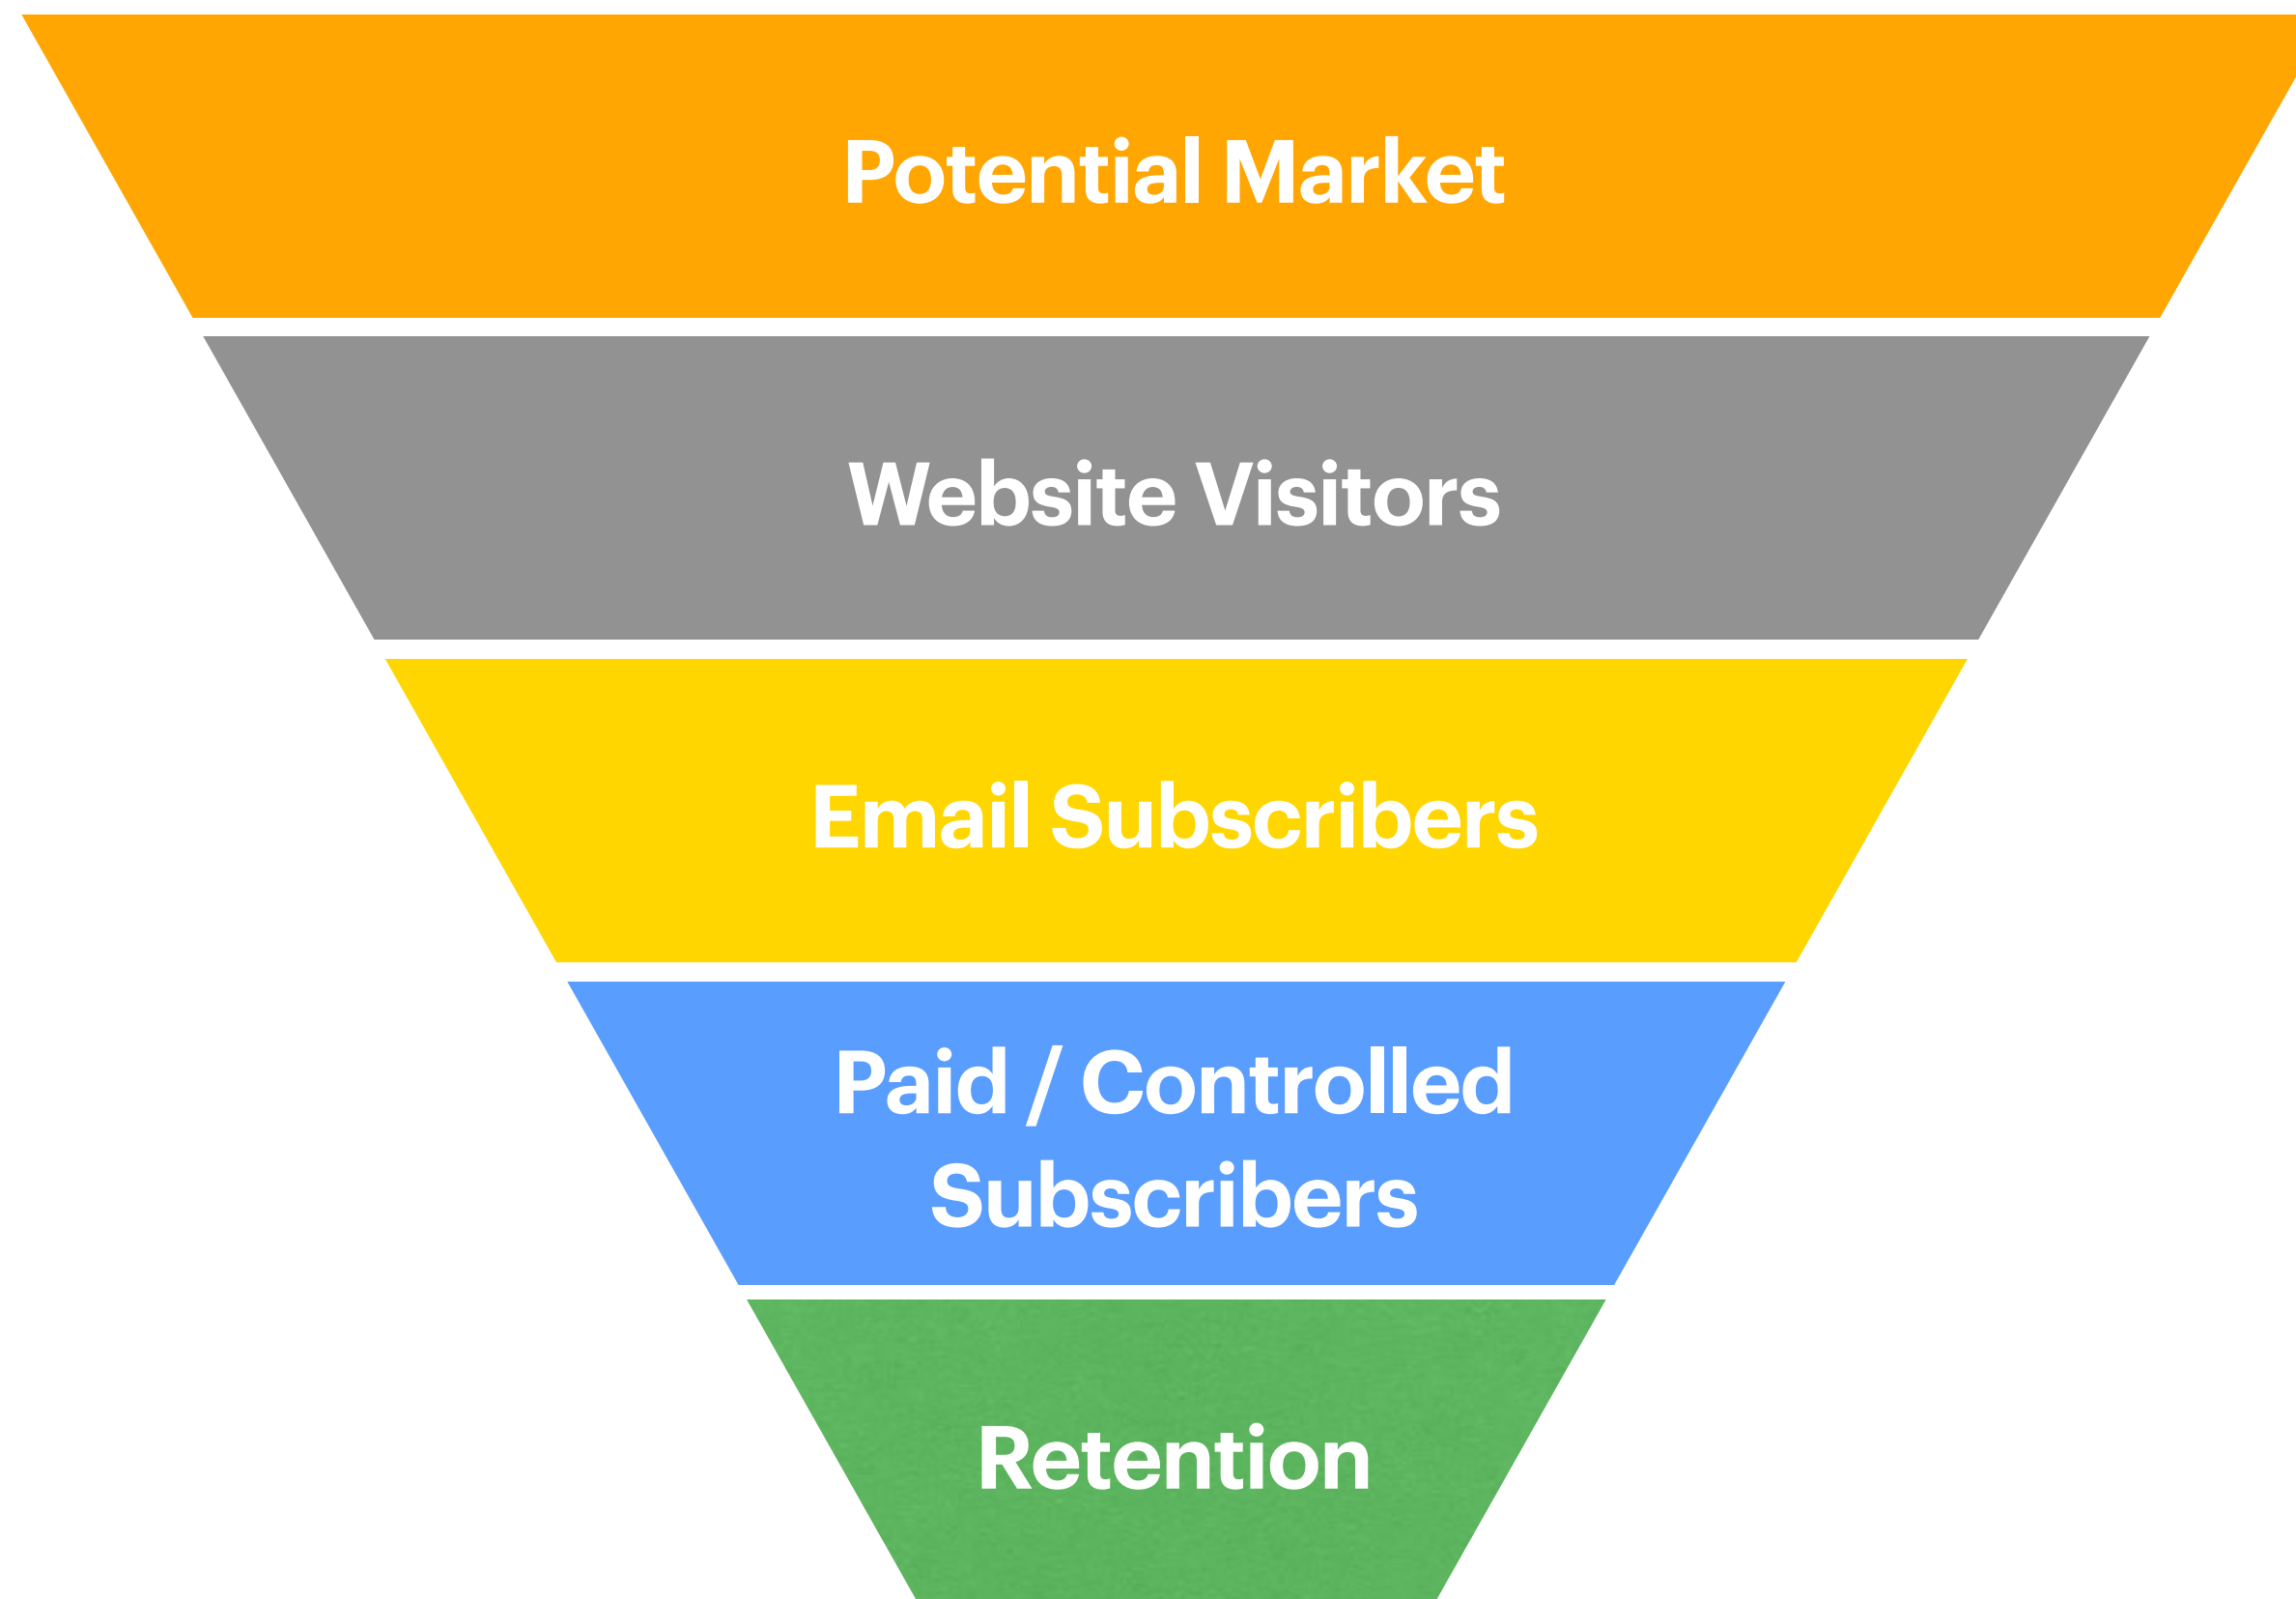 Potential Market
Website Visitors
Email Subscribers
Paid / Controlled
Subscribers
Retention